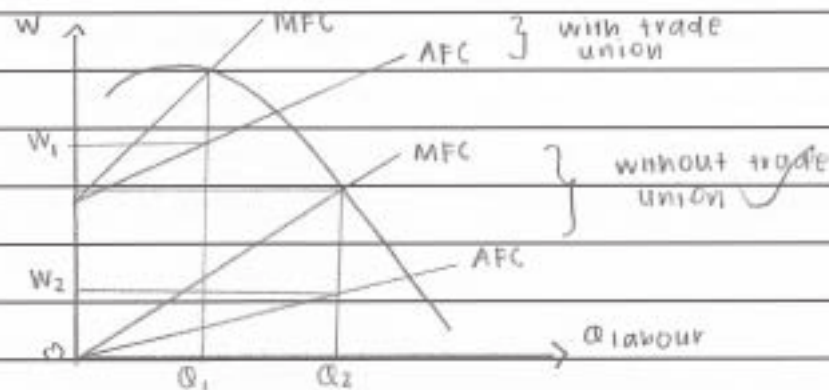 W MFC } with trade
AFC union
W₁
MFC
} without trade
union ✓
W₂ AFC
Q labour
Q₁ Q₂